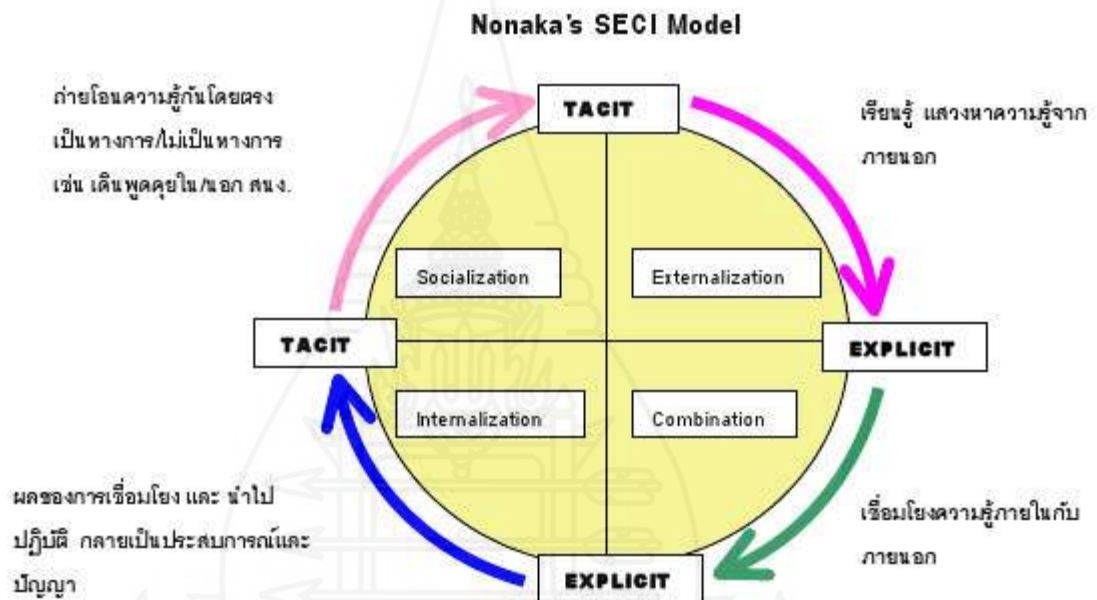 Nonaka's SECI Model
ถ่ายโอนความรู้กันโดยตรง
เป็นทางการ/ไม่เป็นทางการ
เช่น เดินพูดคุยใน/นอก สนง.
TACIT
เรียนรู้ แสวงหาความรู้จาก
ภายนอก
Socialization
Externalization
TACIT
EXPLICIT
Internalization
Combination
ผลของการเชื่อมโยง และ นำไป
ปฏิบัติ กลายเป็นประสบการณ์และ
ปัญญา
เชื่อมโยงความรู้ภายในกับ
ภายนอก
EXPLICIT